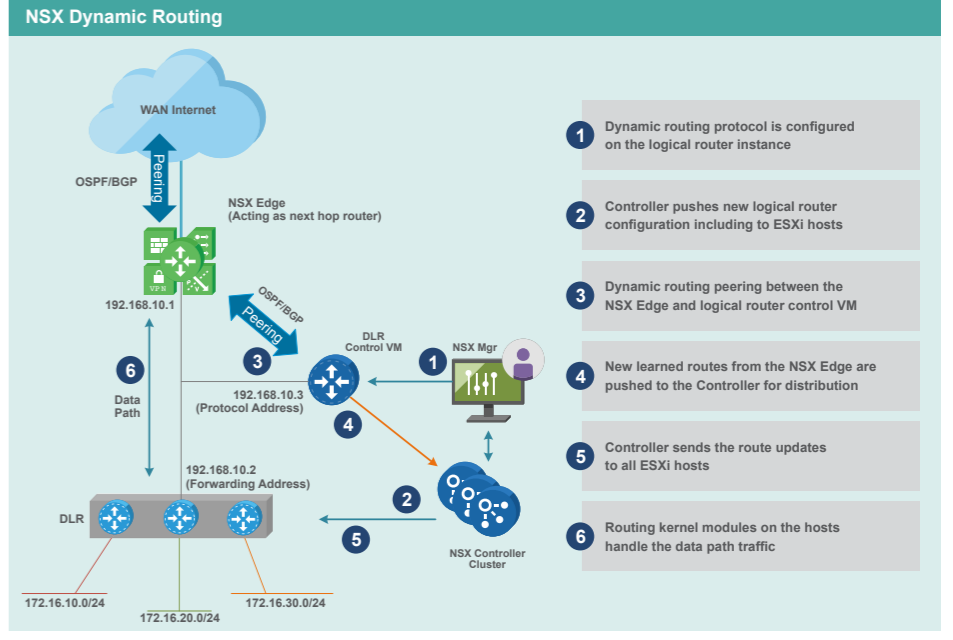 NSX Dynamic Routing
WAN Internet
Peering
OSPF/BGP
NSX Edge
(Acting as next hop router)
VPN
192.168.10.1
OSPF/BGP
Peering
3
6
Data
Path
DLR
Control VM
NSX Mgr
1
192.168.10.3
(Protocol Address)
4
192.168.10.2
(Forwarding Address)
DLR
2
5
NSX Controller
Cluster
172.16.10.0/24
172.16.20.0/24
172.16.30.0/24
1
Dynamic routing protocol is configured
on the logical router instance
2
Controller pushes new logical router
configuration including to ESXi hosts
3
Dynamic routing peering between the
NSX Edge and logical router control VM
4
New learned routes from the NSX Edge are
pushed to the Controller for distribution
5
Controller sends the route updates
to all ESXi hosts
6
Routing kernel modules on the hosts
handle the data path traffic